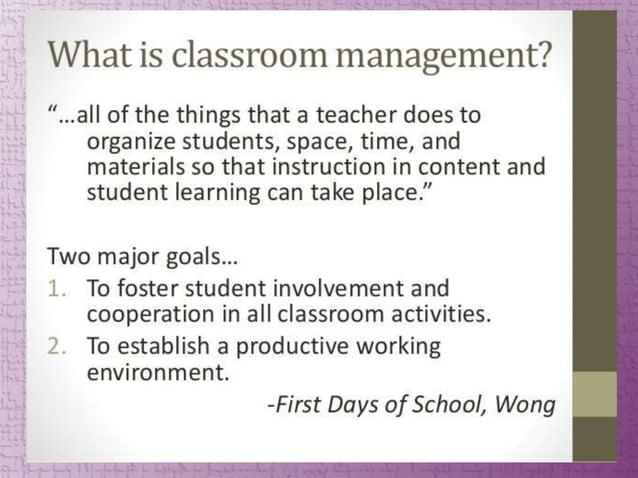 What is classroom management?
“…all of the things that a teacher does to
organize students, space, time, and
materials so that instruction in content and
student learning can take place.”
Two major goals…
1. To foster student involvement and
cooperation in all classroom activities.
2. To establish a productive working
environment.
-First Days of School, Wong